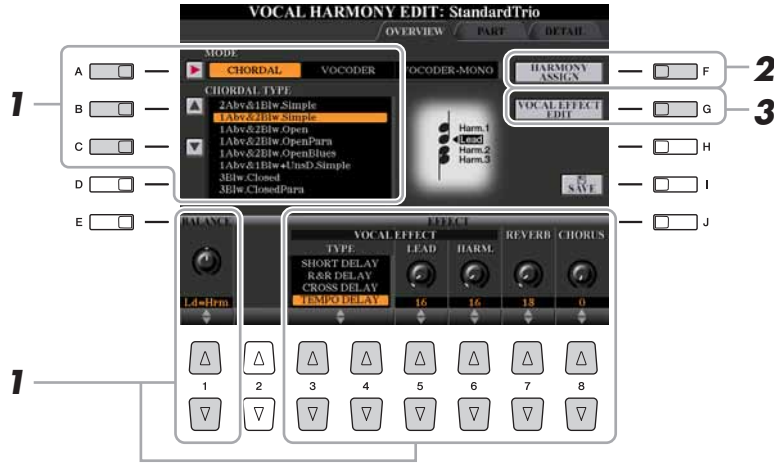 VOCAL HARMONY EDIT: StandardTrio
OVERVIEW PART DETAIL
MODE
A CHORDAL VOCODER VOCODER-MONO HARMONY ASSIGN F 2
1 B CHORDAL TYPE VOCAL EFFECT EDIT G 3
2Abv&1Blw.Simple
1Abv&2Blw.Simple
1Abv&2Blw.Open
1Abv&2Blw.OpenPara
1Abv&2Blw.OpenBlues
1Abv&1Blw+UnsD.Simple
3Blw.Closed
3Blw.ClosedPara
Harm.1
Lead
Harm.2
Harm.3
C H
D SAVE I
E J
BALANCE EFFECT
VOCAL EFFECT REVERB CHORUS
TYPE LEAD HARM.
SHORT DELAY
R&R DELAY
CROSS DELAY
Ld=Hrm TEMPO DELAY 16 16 18 0
1 1 2 3 4 5 6 7 8